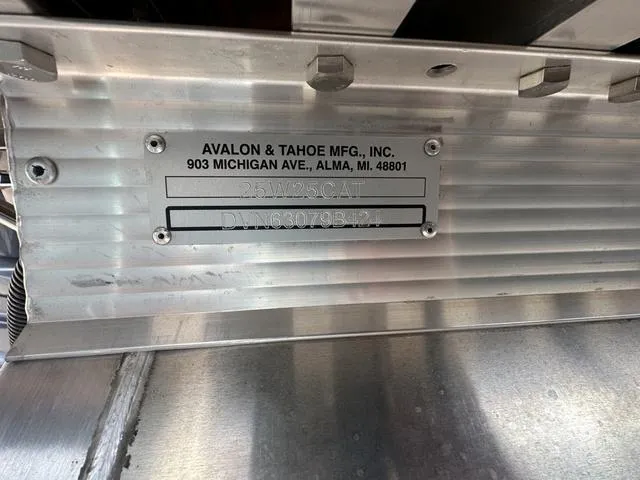 AVALON & TAHOE MFG., INC.
903 MICHIGAN AVE., ALMA, MI. 48801
25W25CAT
DVN63079B424